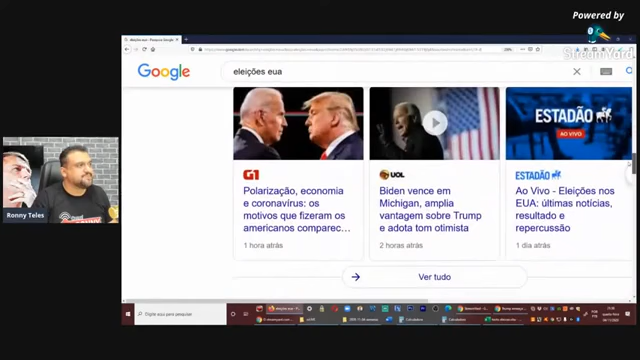 Powered by
StreamYard
Google
eleições eua
ESTADÃO
AO VIVO
G1
Polarização, economia
e coronavírus: os
motivos que fizeram os
americanos comparec...
1 hora atrás
UOL
Biden vence em
Michigan, amplia
vantagem sobre Trump
e adota tom otimista
2 horas atrás
ESTADÃO
Ao Vivo - Eleições nos
EUA: últimas notícias,
resultado e
repercussão
1 dia atrás
Ver tudo
Ronny Teles
Digite aqui para pesquisar